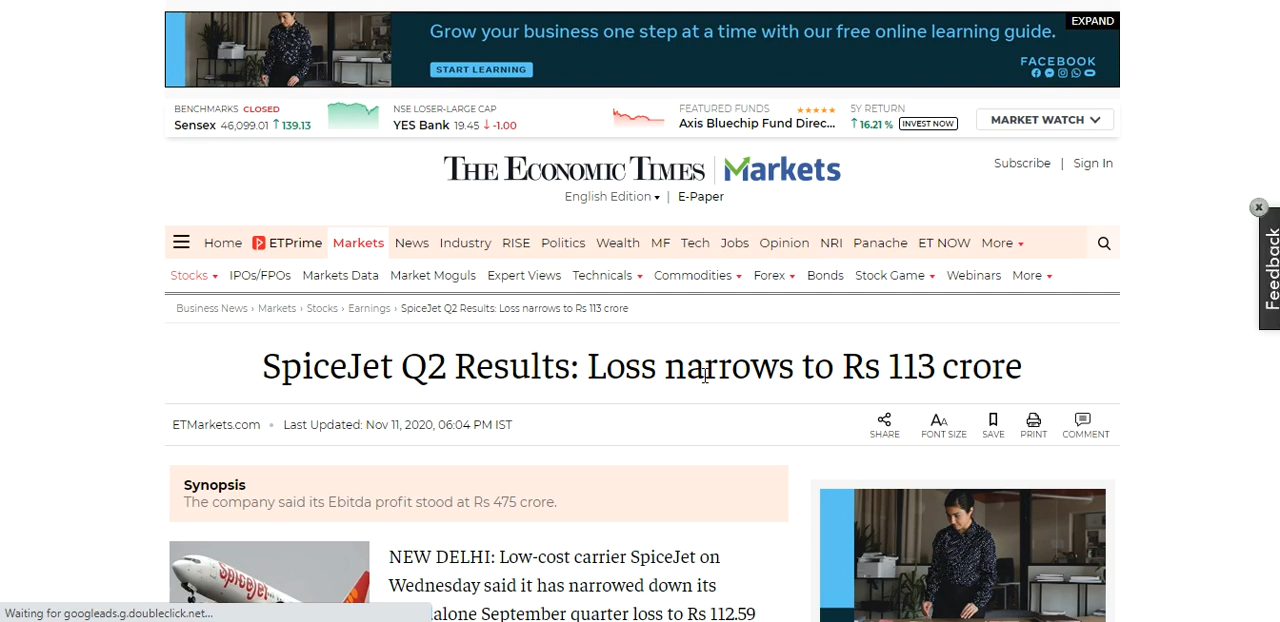 EXPAND
Grow your business one step at a time with our free online learning guide.
START LEARNING
FACEBOOK
BENCHMARKS CLOSED
Sensex 46,099.01 ↑ 139.13
NSE LOSER-LARGE CAP
YES Bank 19.45 ↓ -1.00
FEATURED FUNDS ★★★★★
Axis Bluechip Fund Direc...
5Y RETURN
↑ 16.21 % INVEST NOW
MARKET WATCH
THE ECONOMIC TIMES | Markets
Subscribe | Sign In
English Edition | E-Paper
Feedback
Home ETPrime Markets News Industry RISE Politics Wealth MF Tech Jobs Opinion NRI Panache ET NOW More
Stocks IPOs/FPOs Markets Data Market Moguls Expert Views Technicals Commodities Forex Bonds Stock Game Webinars More
Business News › Markets › Stocks › Earnings › SpiceJet Q2 Results: Loss narrows to Rs 113 crore
SpiceJet Q2 Results: Loss narrows to Rs 113 crore
ETMarkets.com • Last Updated: Nov 11, 2020, 06:04 PM IST
SHARE FONT SIZE SAVE PRINT COMMENT
Synopsis
The company said its Ebitda profit stood at Rs 475 crore.
NEW DELHI: Low-cost carrier SpiceJet on
Wednesday said it has narrowed down its
alone September quarter loss to Rs 112.59
SpiceJet
Waiting for googleads.g.doubleclick.net...